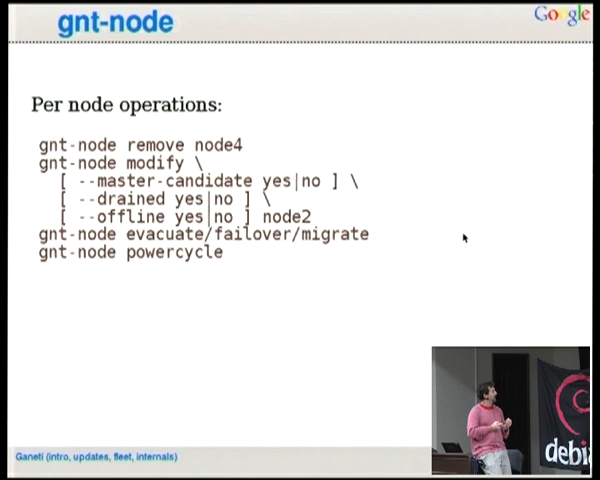 gnt-node
Google
Per node operations:
gnt-node remove node4
gnt-node modify \
[ --master-candidate yes|no ] \
[ --drained yes|no ] \
[ --offline yes|no ] node2
gnt-node evacuate/failover/migrate
gnt-node powercycle
Ganeti (intro, updates, fleet, internals)
debi